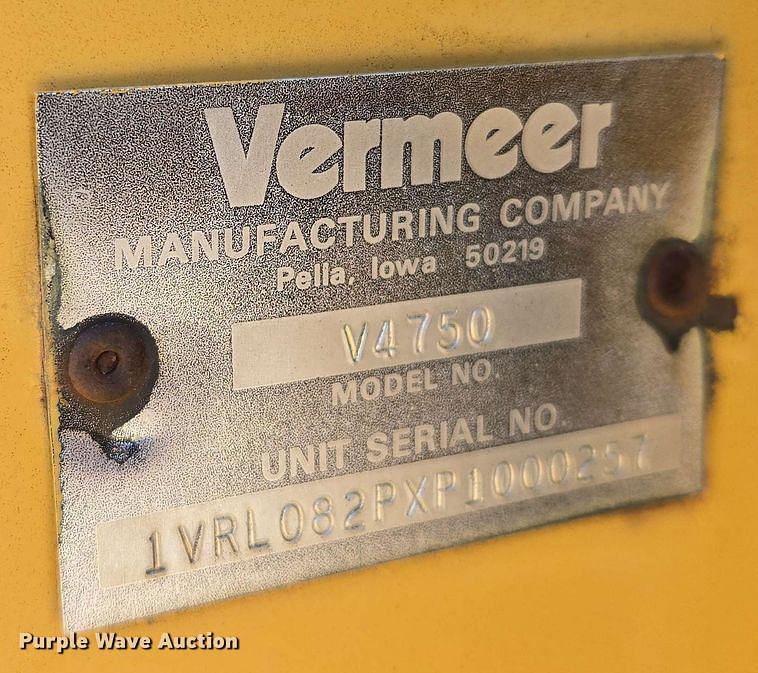 Vermeer
MANUFACTURING COMPANY
Pella, Iowa 50219
V4750
MODEL NO.
UNIT SERIAL NO.
1VRL082PXP1000257
Purple Wave Auction